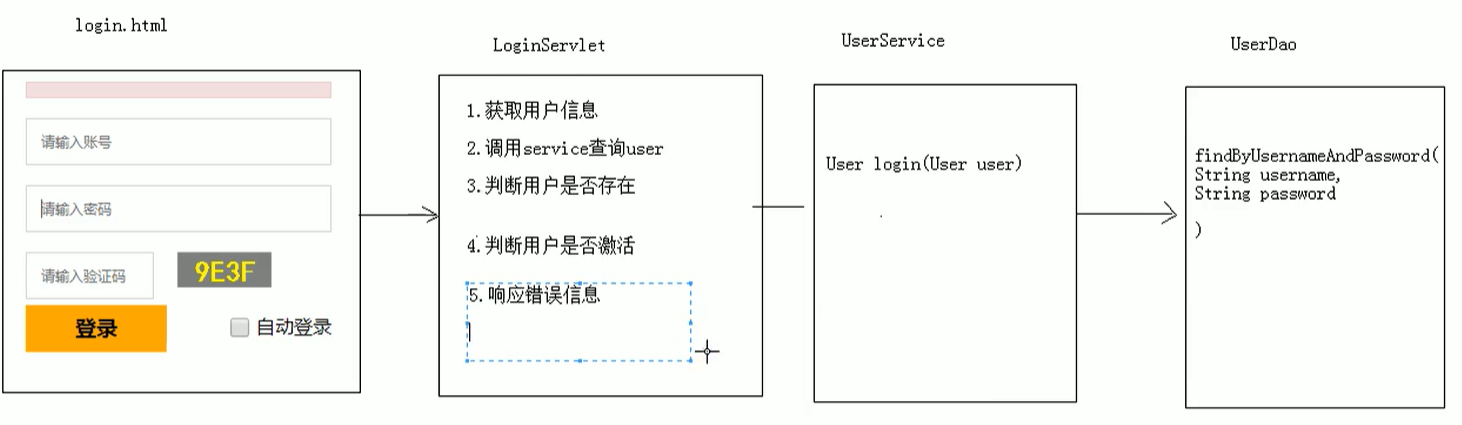 login.html
请输入账号
请输入密码
请输入验证码
9E3F
登录
自动登录
LoginServlet
1.获取用户信息
2.调用service查询user
3.判断用户是否存在
4.判断用户是否激活
5.响应错误信息
UserService
User login(User user)
UserDao
findByUsernameAndPassword(
String username,
String password
)